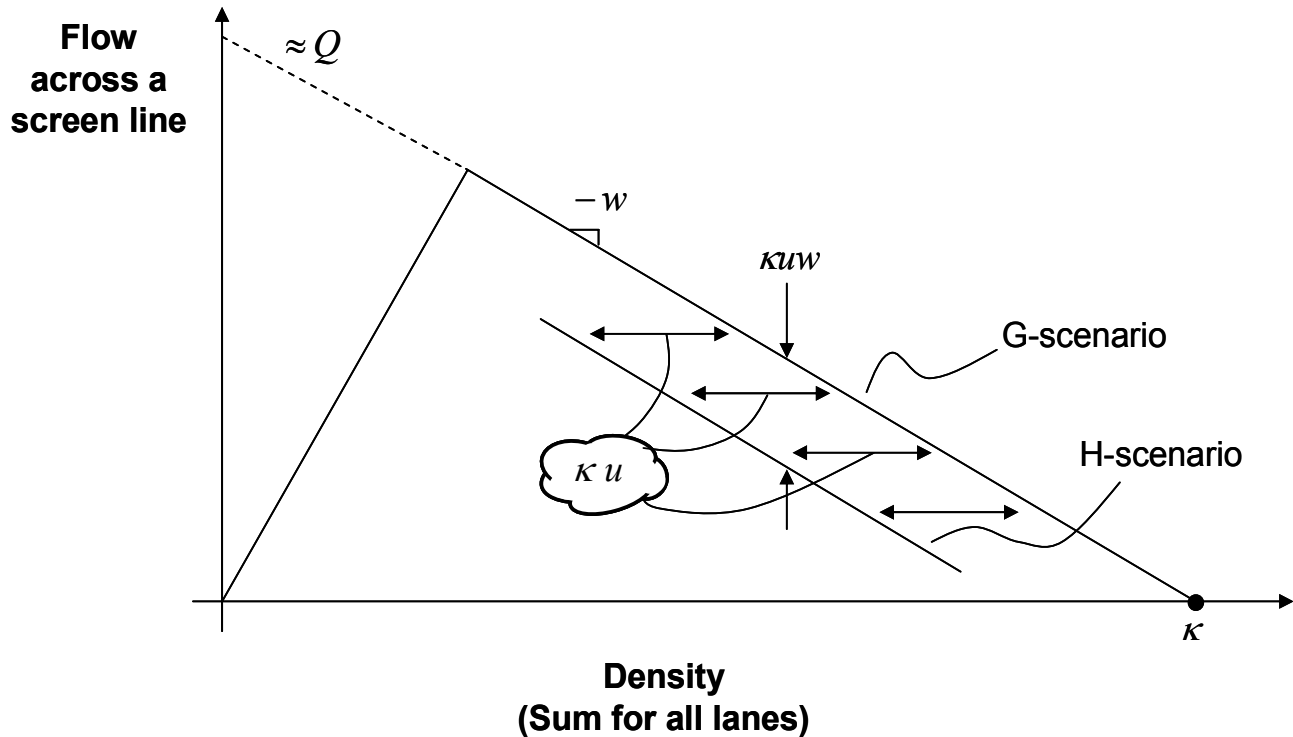 Flow
across a
screen line
≈ Q
− w
κuw
G-scenario
H-scenario
κ u
κ
Density
(Sum for all lanes)